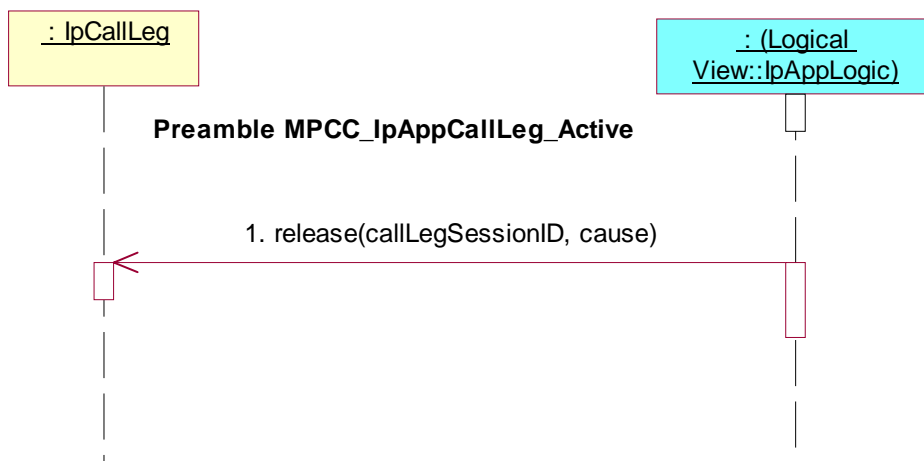 : IpCallLeg
: (Logical
View::IpAppLogic)
Preamble MPCC_IpAppCallLeg_Active
1. release(callLegSessionID, cause)